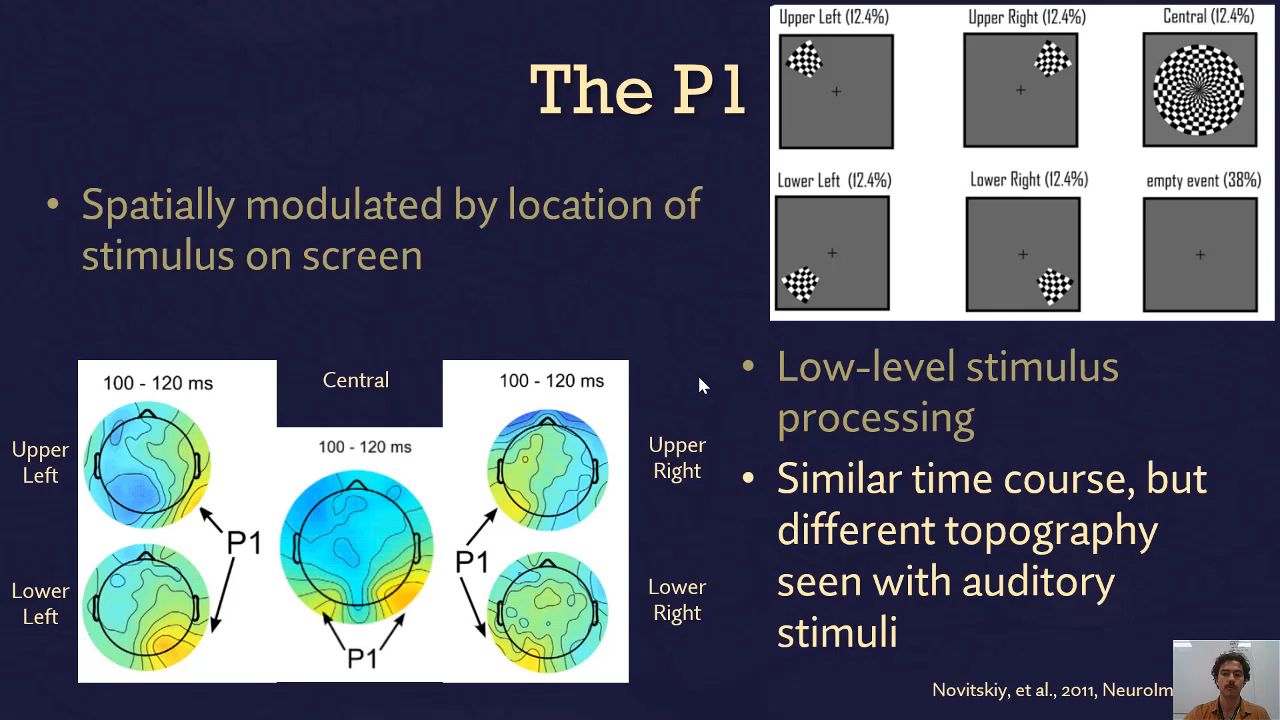 The P1
Upper Left (12.4%)
Upper Right (12.4%)
Central (12.4%)
Lower Left (12.4%)
Lower Right (12.4%)
empty event (38%)
• Spatially modulated by location of
stimulus on screen
100 - 120 ms
Central
100 - 120 ms
Upper
Left
100 - 120 ms
Upper
Right
P1
P1
Lower
Left
Lower
Right
P1
• Low-level stimulus
processing
• Similar time course, but
different topography
seen with auditory
stimuli
Novitskiy, et al., 2011,